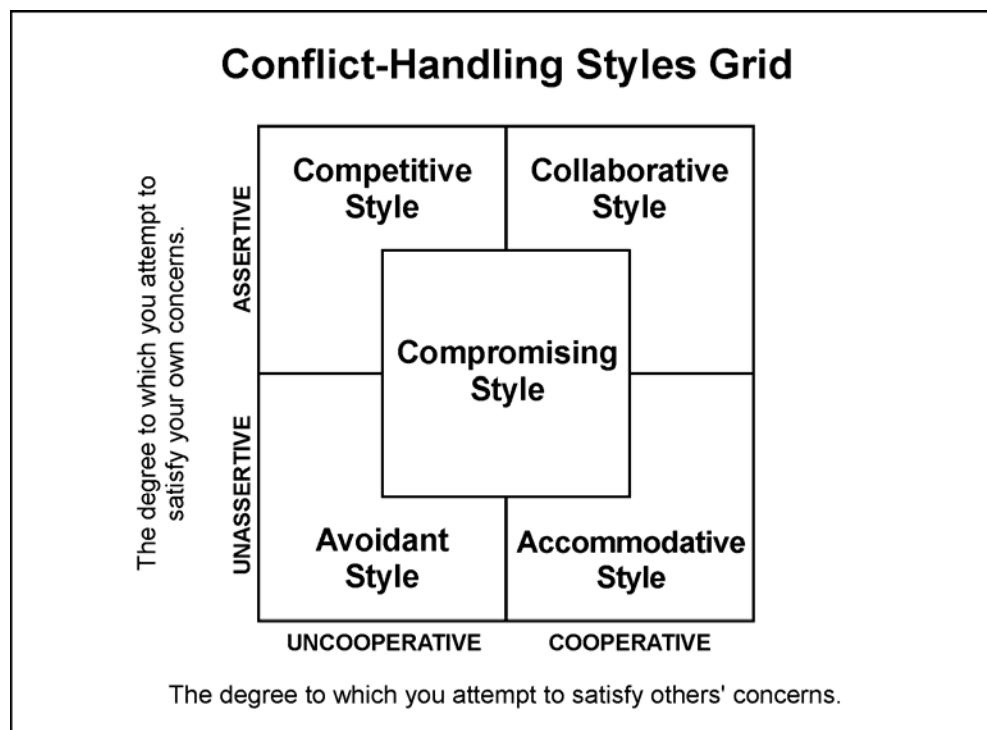 Conflict-Handling Styles Grid
The degree to which you attempt to
satisfy your own concerns.
ASSERTIVE
UNASSERTIVE
Competitive
Style
Collaborative
Style
Compromising
Style
Avoidant
Style
Accommodative
Style
UNCOOPERATIVE
COOPERATIVE
The degree to which you attempt to satisfy others' concerns.